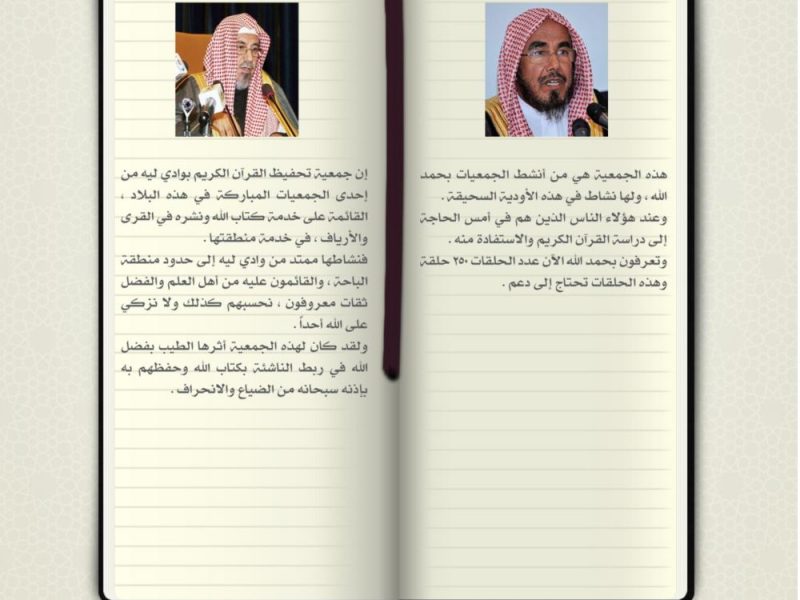 هذه الجمعية هي من أنشط الجمعيات بحمد
الله ، ولها نشاط في هذه الأودية السحيقة .
وعند هؤلاء الناس الذين هم في أمس الحاجة
إلى دراسة القرآن الكريم والاستفادة منه .
وتعرفون بحمد الله الآن عدد الحلقات ٢٥٠ حلقة
وهذه الحلقات تحتاج إلى دعم .
إن جمعية تحفيظ القرآن الكريم بوادي ليه من
إحدى الجمعيات المباركة في هذه البلاد ،
القائمة على خدمة كتاب الله ونشره في القرى
والأرياف ، في خدمة منطقتها .
فنشاطها ممتد من وادي ليه إلى حدود منطقة
الباحة ، والقائمون عليه من أهل العلم والفضل
ثقات معروفون ، نحسبهم كذلك ولا نزكي
على الله أحداً .
ولقد كان لهذه الجمعية أثرها الطيب بفضل
الله في ربط الناشئة بكتاب الله وحفظهم به
بإذنه سبحانه من الضياع والانحراف .